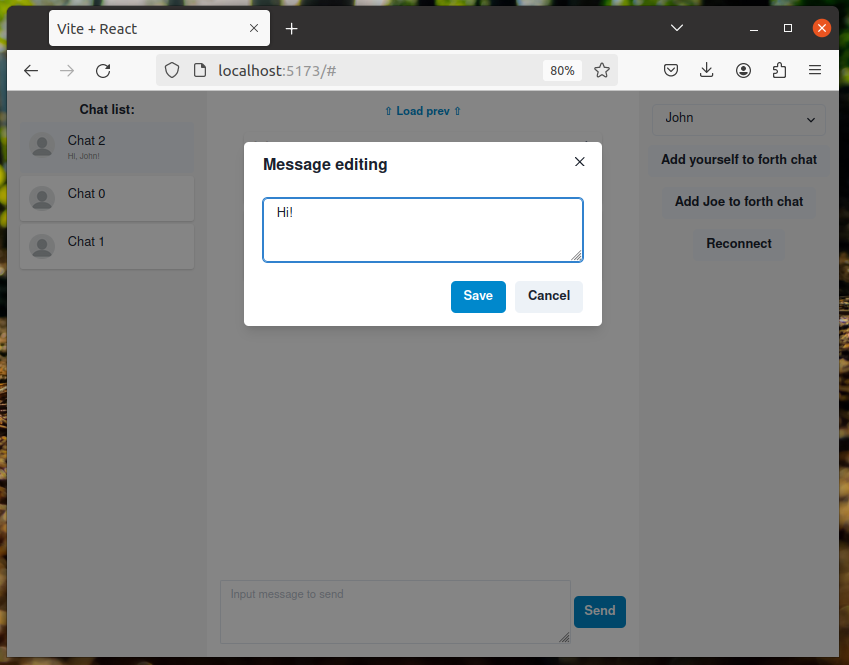 Vite + React
localhost:5173/#
80%
Chat list:
Chat 2
Hi, John!
Chat 0
Chat 1
⇧ Load prev ⇧
Message editing
Hi!
Save
Cancel
Input message to send
Send
John
Add yourself to forth chat
Add Joe to forth chat
Reconnect